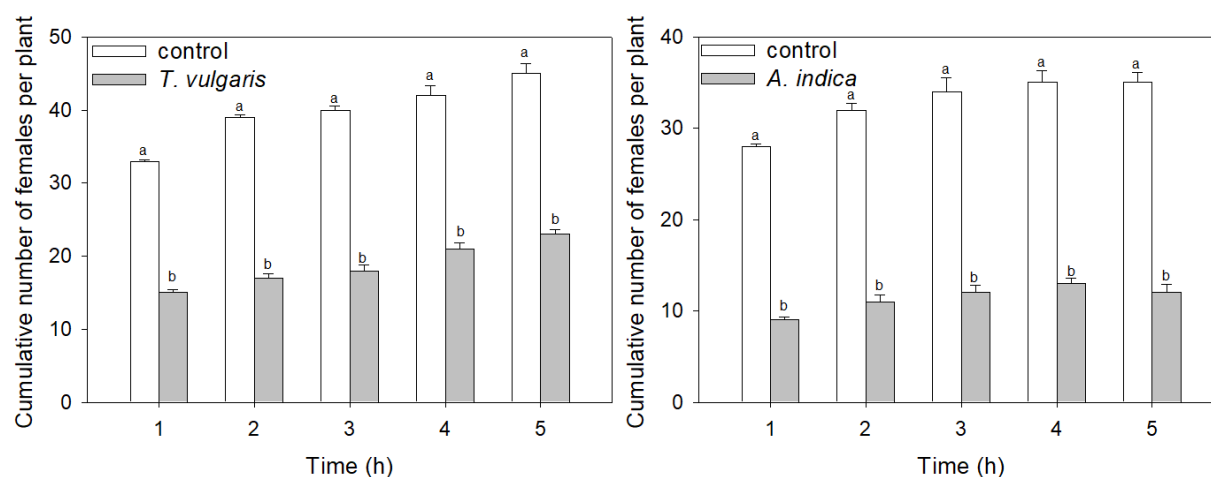 Cumulative number of females per plant
50
40
30
20
10
0
control
T. vulgaris
a
b
a
b
a
b
a
b
a
b
1 2 3 4 5
Time (h)
Cumulative number of females per plant
40
30
20
10
0
control
A. indica
a
b
a
b
a
b
a
b
a
b
1 2 3 4 5
Time (h)